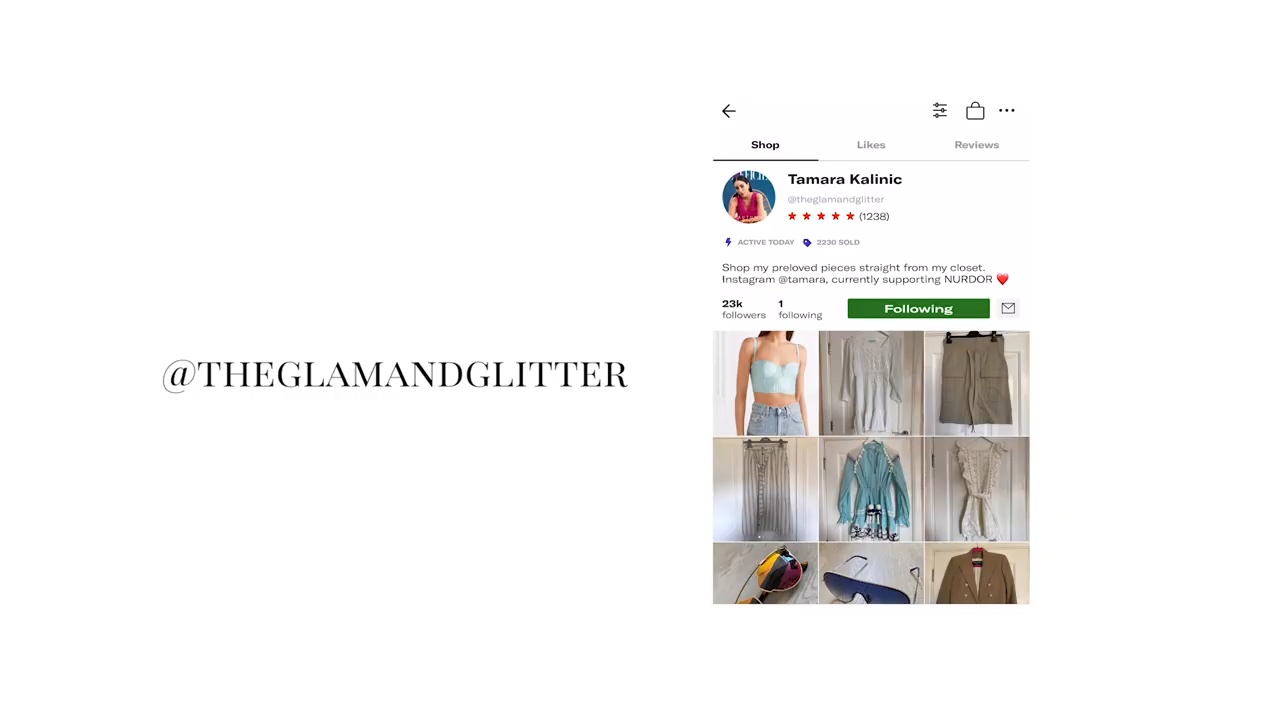 @THEGLAMANDGLITTER
Shop Likes Reviews
Tamara Kalinic
@theglamandglitter
(1238)
ACTIVE TODAY 2230 SOLD
Shop my preloved pieces straight from my closet.
Instagram @tamara, currently supporting NURDOR ❤️
23k 1
followers following
Following